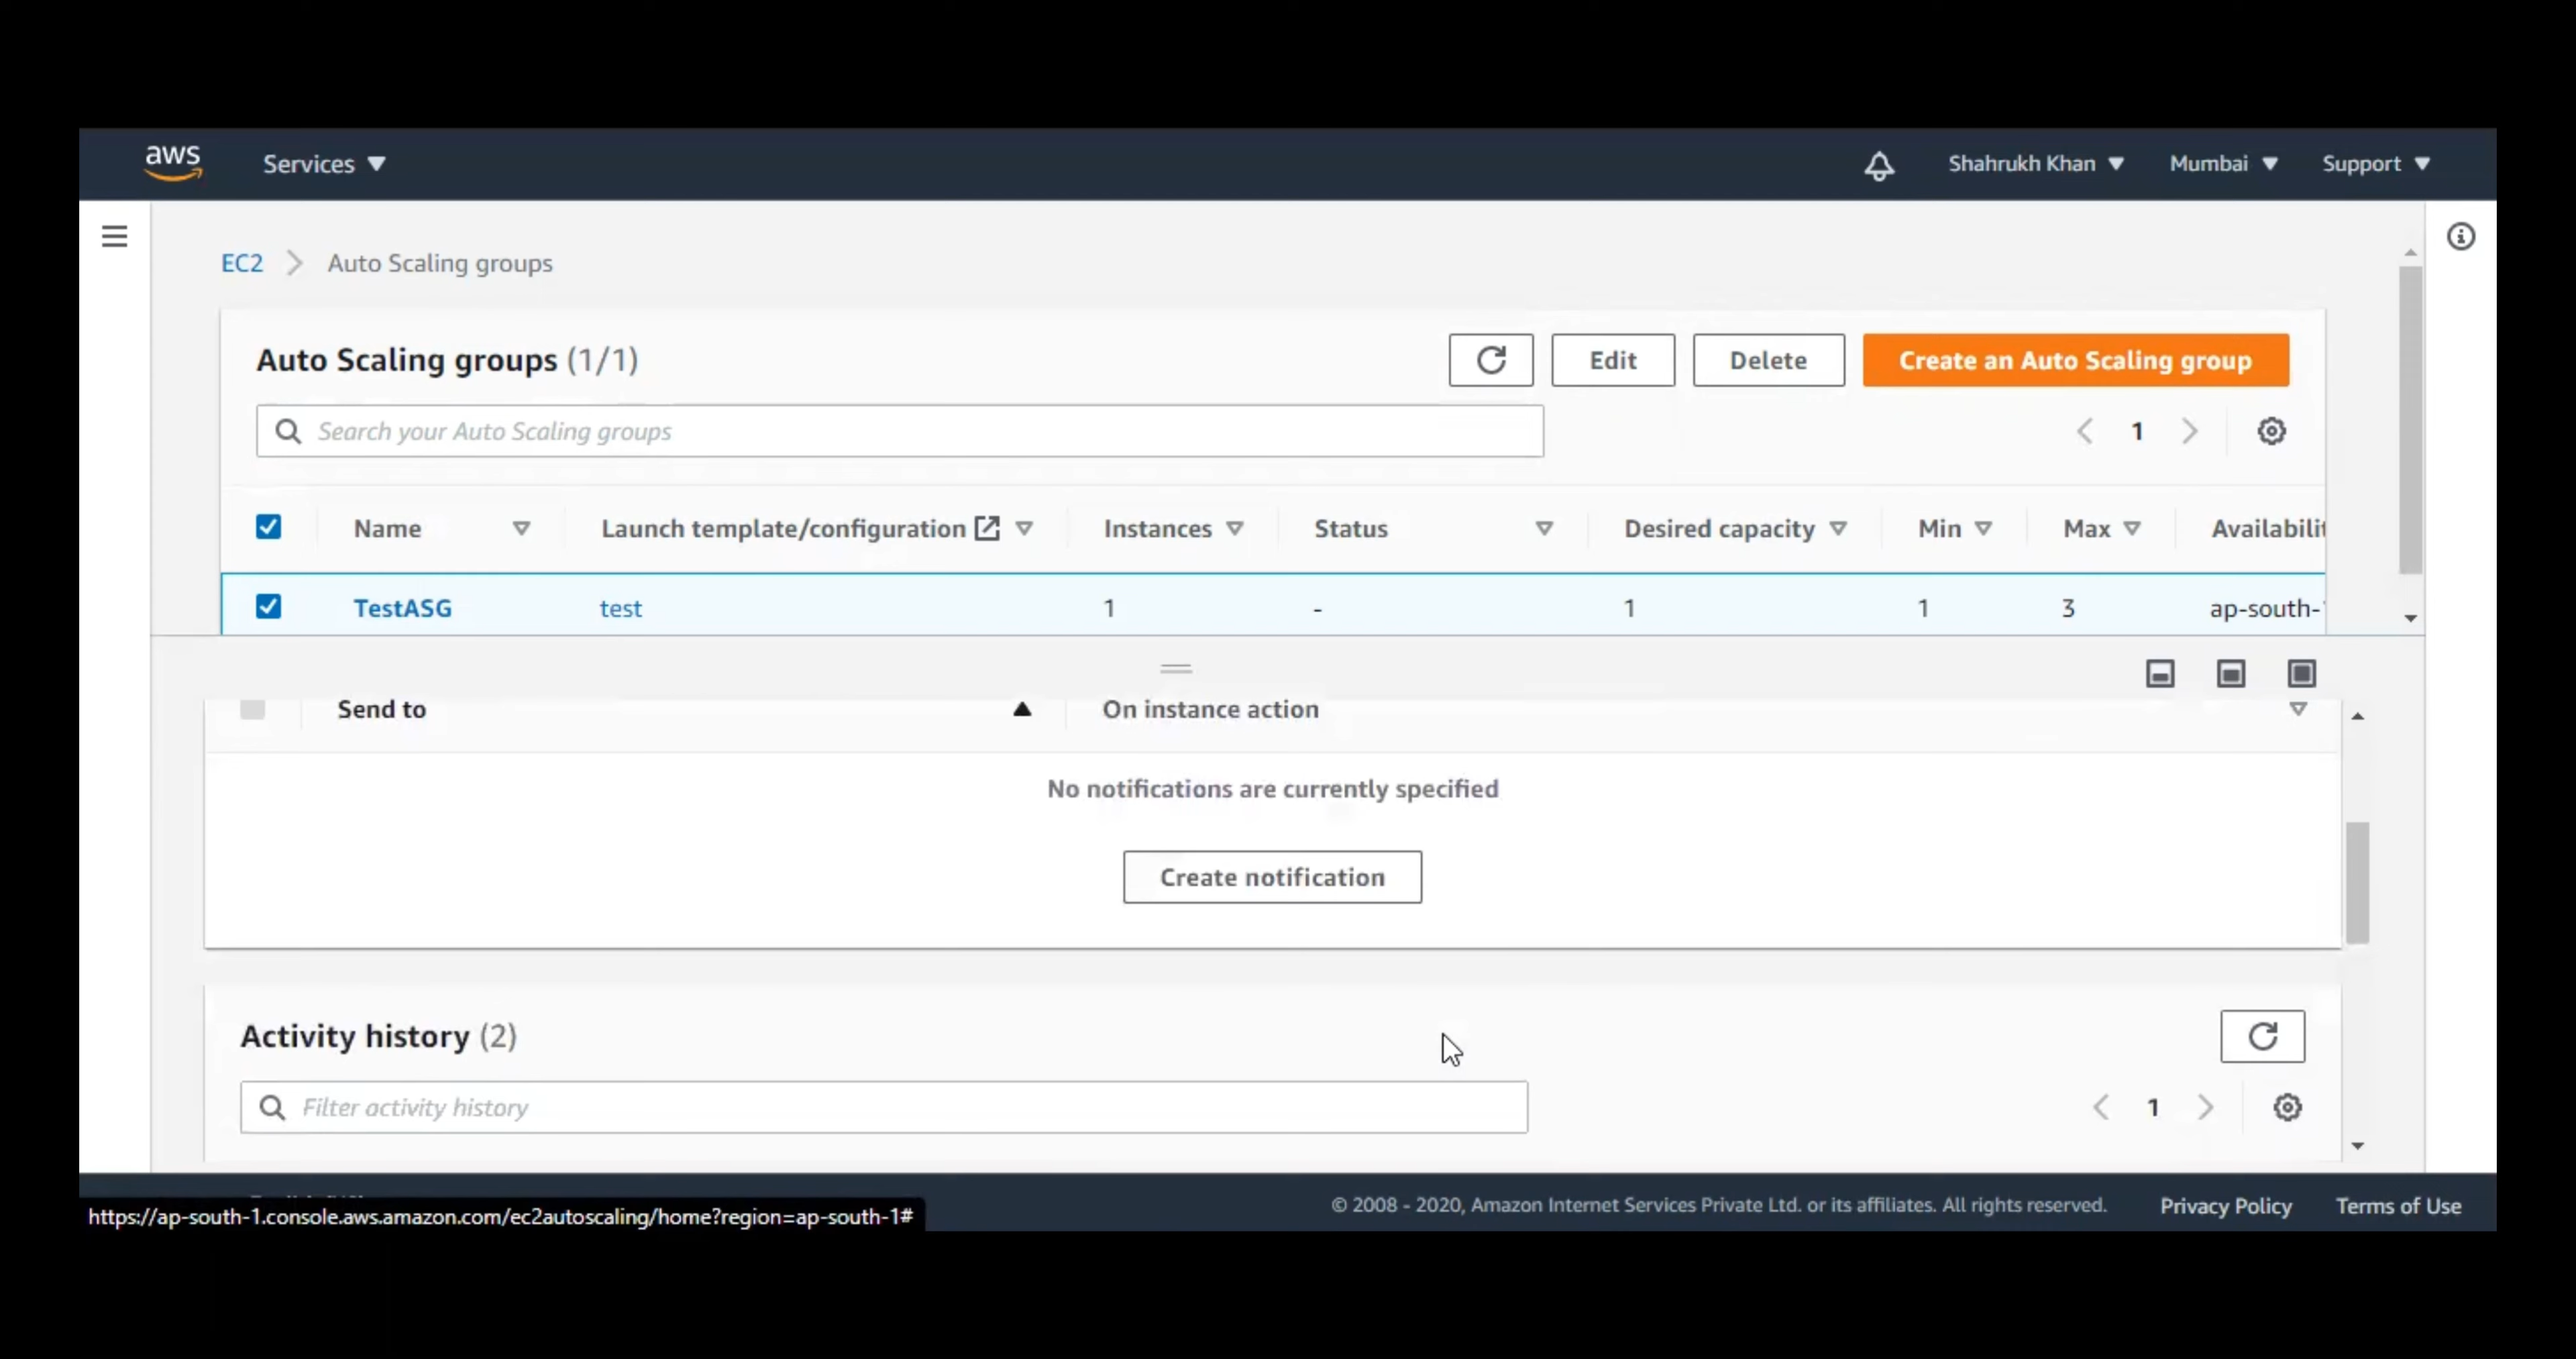 aws Services Shahrukh Khan Mumbai Support
EC2 Auto Scaling groups
Auto Scaling groups (1/1) Edit Delete Create an Auto Scaling group
Search your Auto Scaling groups 1
Name Launch template/configuration Instances Status Desired capacity Min Max Availabilit
TestASG test 1 - 1 1 3 ap-south-
Send to On instance action
No notifications are currently specified
Create notification
Activity history (2)
Filter activity history 1
© 2008 - 2020, Amazon Internet Services Private Ltd. or its affiliates. All rights reserved. Privacy Policy Terms of Use
https://ap-south-1.console.aws.amazon.com/ec2autoscaling/home?region=ap-south-1#